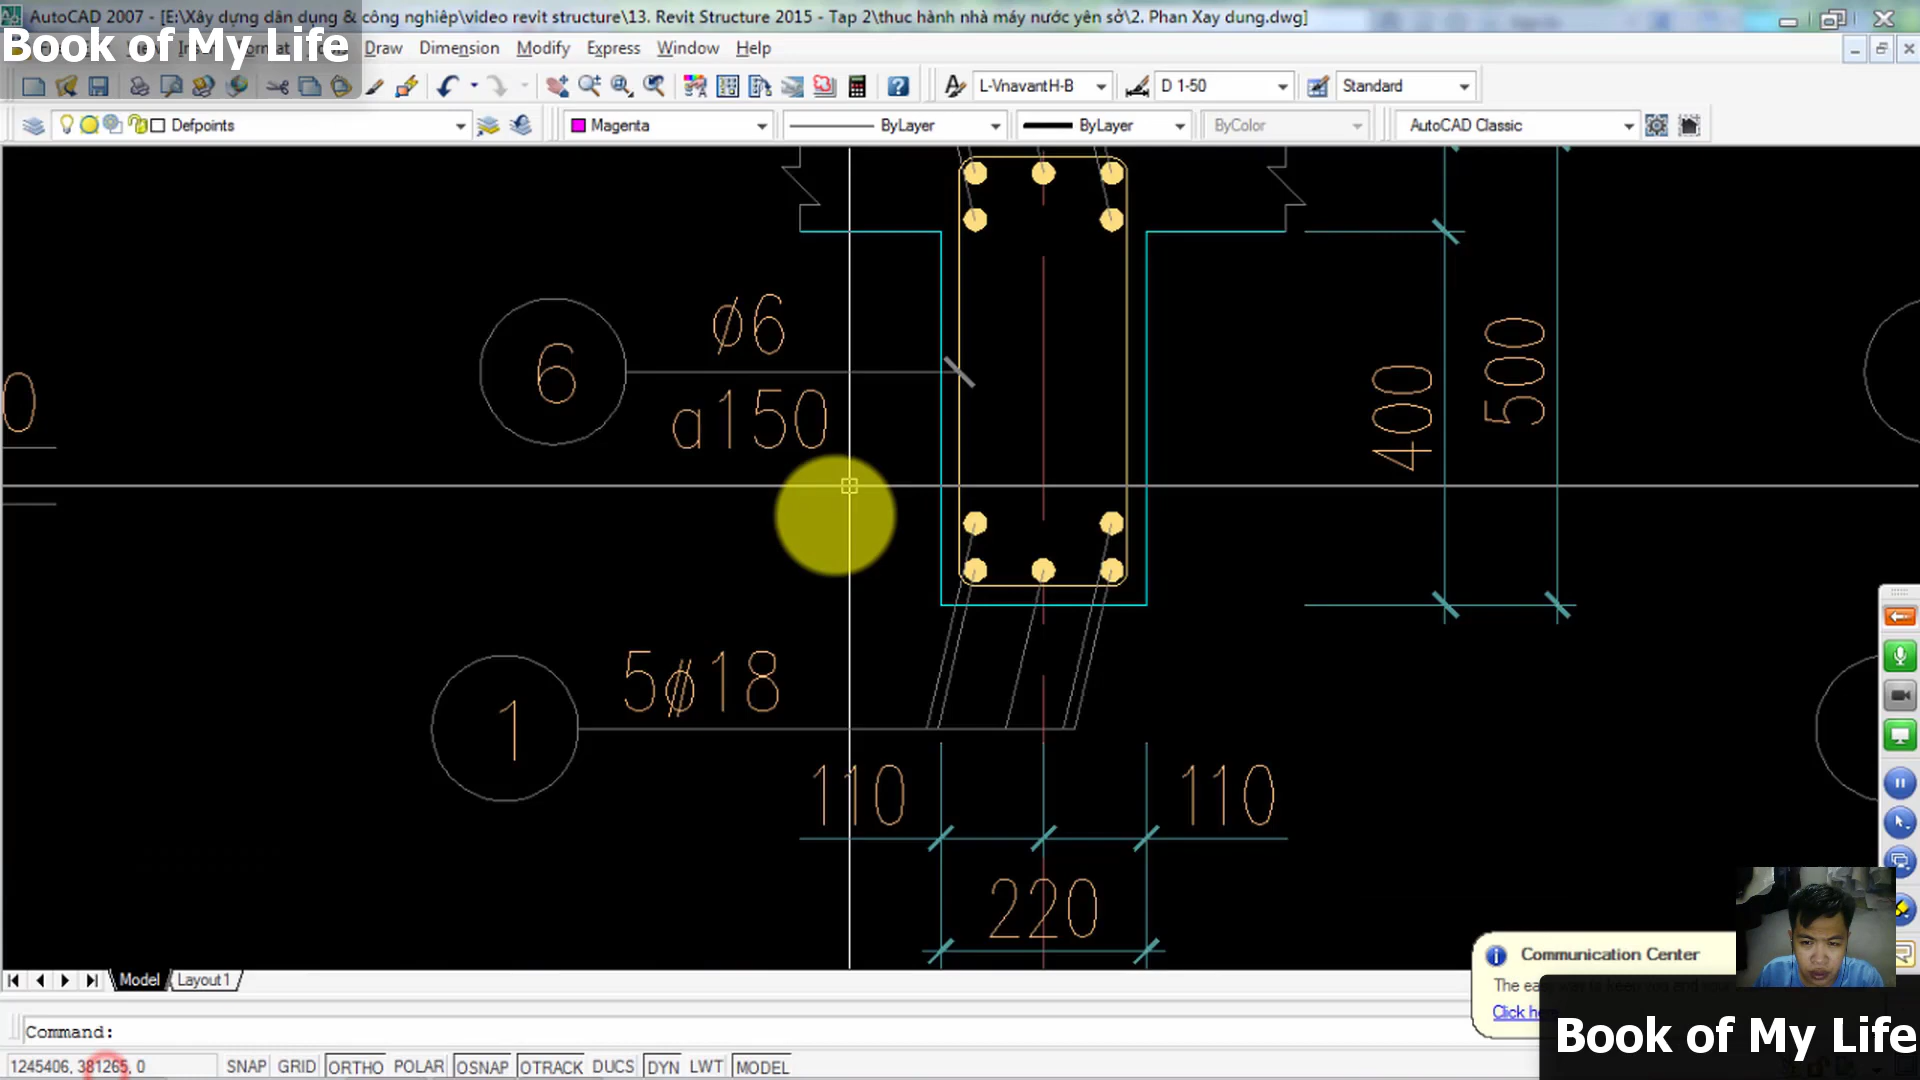 AutoCAD 2007 - [E:\Xây dựng dân dụng & công nghiệp\video revit structure\13. Revit Structure 2015 - Tap 2\thuc hành nhà máy nước yên sở\2. Phan Xay dung.dwg]
Book of My Life
Draw Dimension Modify Express Window Help
L-VnavantH-B D 1-50 Standard
Defpoints Magenta ByLayer ByLayer ByColor AutoCAD Classic
ø6
6
a150
0
400
500
5ø18
1
110
110
220
Model Layout1
Communication Center
Click
Command:
Book of My Life
1245406, 381265, 0 SNAP GRID ORTHO POLAR OSNAP OTRACK DUCS DYN LWT MODEL